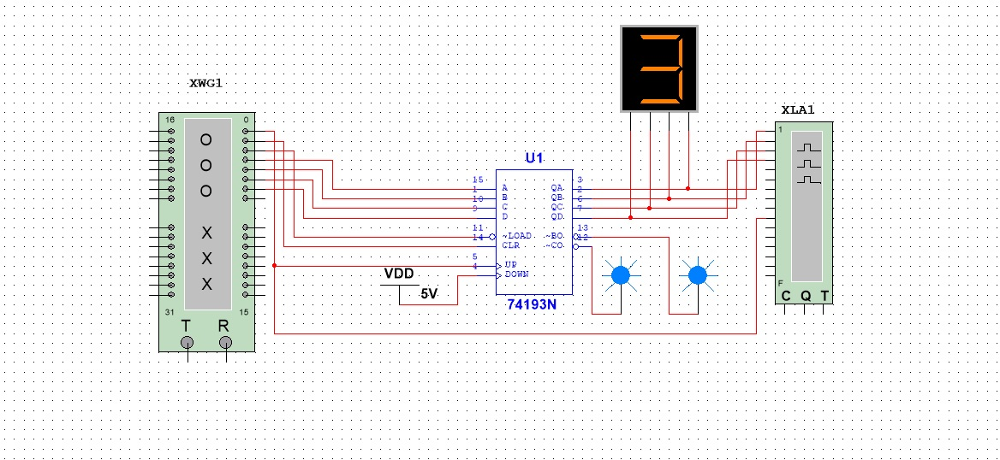 XWG1
16 0
O
O
O
X
X
X
31 15
T R
U1
15 A QA 3
1 B QB 2
10 C QC 6
9 D QD 7
11 ~LOAD ~BO 13
14 CLR ~CO 12
5 UP
4 DOWN
74193N
VDD
5V
3
XLA1
1
F
C Q T